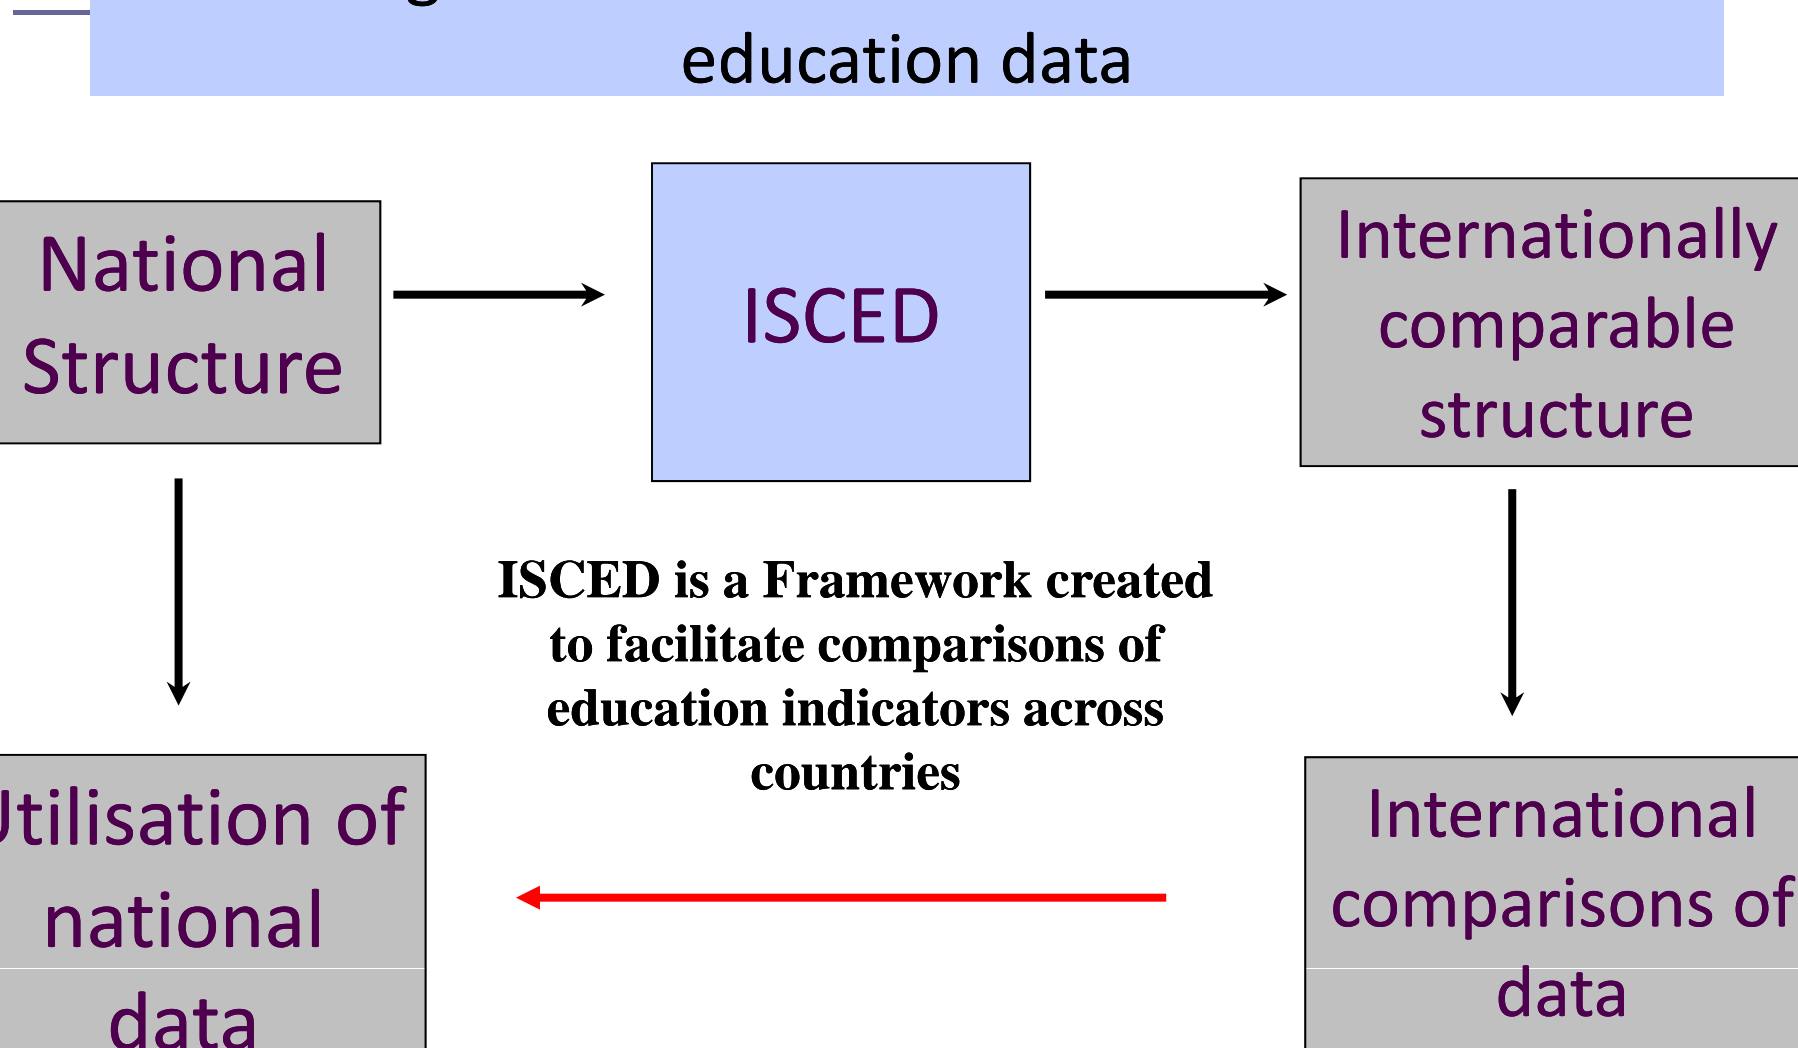 education data
National
Structure
ISCED
Internationally
comparable
structure
ISCED is a Framework created
to facilitate comparisons of
education indicators across
countries
Utilisation of
national
data
International
comparisons of
data